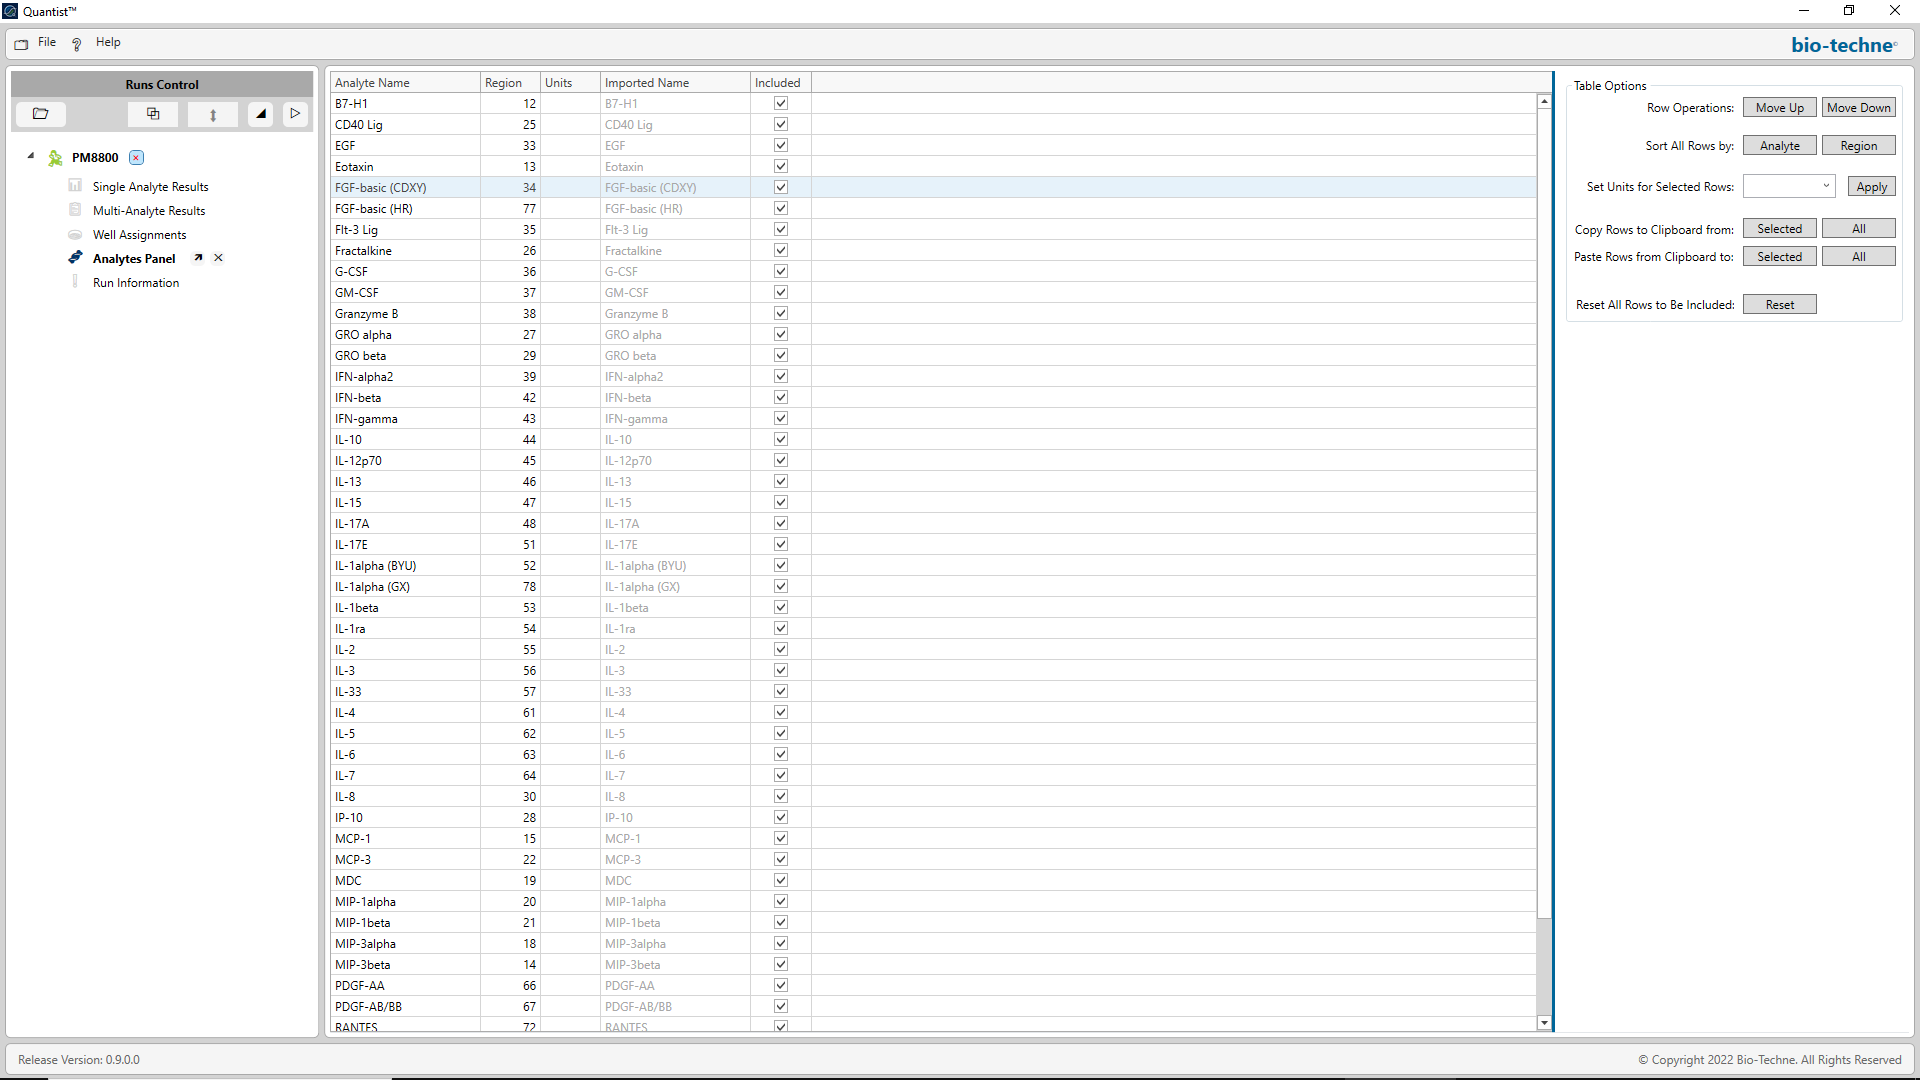 Quantist™
File Help
bio-techne®
Runs Control
PM8800
Single Analyte Results
Multi-Analyte Results
Well Assignments
Analytes Panel
Run Information
Analyte Name Region Units Imported Name Included
B7-H1 12 B7-H1
CD40 Lig 25 CD40 Lig
EGF 33 EGF
Eotaxin 13 Eotaxin
FGF-basic (CDXY) 34 FGF-basic (CDXY)
FGF-basic (HR) 77 FGF-basic (HR)
Flt-3 Lig 35 Flt-3 Lig
Fractalkine 26 Fractalkine
G-CSF 36 G-CSF
GM-CSF 37 GM-CSF
Granzyme B 38 Granzyme B
GRO alpha 27 GRO alpha
GRO beta 29 GRO beta
IFN-alpha2 39 IFN-alpha2
IFN-beta 42 IFN-beta
IFN-gamma 43 IFN-gamma
IL-10 44 IL-10
IL-12p70 45 IL-12p70
IL-13 46 IL-13
IL-15 47 IL-15
IL-17A 48 IL-17A
IL-17E 51 IL-17E
IL-1alpha (BYU) 52 IL-1alpha (BYU)
IL-1alpha (GX) 78 IL-1alpha (GX)
IL-1beta 53 IL-1beta
IL-1ra 54 IL-1ra
IL-2 55 IL-2
IL-3 56 IL-3
IL-33 57 IL-33
IL-4 61 IL-4
IL-5 62 IL-5
IL-6 63 IL-6
IL-7 64 IL-7
IL-8 30 IL-8
IP-10 28 IP-10
MCP-1 15 MCP-1
MCP-3 22 MCP-3
MDC 19 MDC
MIP-1alpha 20 MIP-1alpha
MIP-1beta 21 MIP-1beta
MIP-3alpha 18 MIP-3alpha
MIP-3beta 14 MIP-3beta
PDGF-AA 66 PDGF-AA
PDGF-AB/BB 67 PDGF-AB/BB
RANTES 72 RANTES
Table Options
Row Operations: Move Up Move Down
Sort All Rows by: Analyte Region
Set Units for Selected Rows: Apply
Copy Rows to Clipboard from: Selected All
Paste Rows from Clipboard to: Selected All
Reset All Rows to Be Included: Reset
Release Version: 0.9.0.0
© Copyright 2022 Bio-Techne. All Rights Reserved